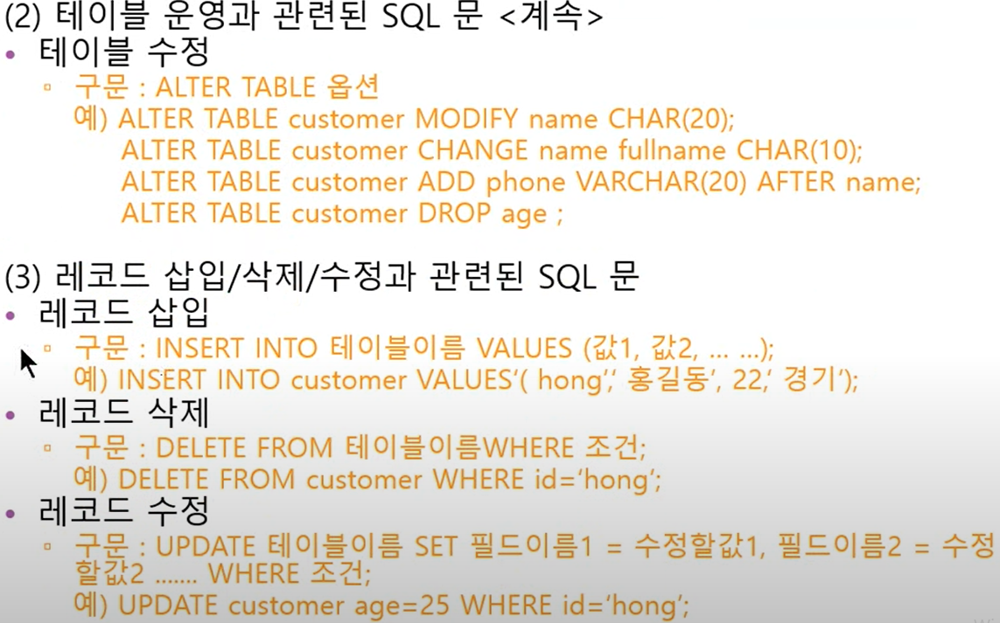 (2) 테이블 운영과 관련된 SQL 문 <계속>
• 테이블 수정
▫ 구문 : ALTER TABLE 옵션
예) ALTER TABLE customer MODIFY name CHAR(20);
ALTER TABLE customer CHANGE name fullname CHAR(10);
ALTER TABLE customer ADD phone VARCHAR(20) AFTER name;
ALTER TABLE customer DROP age ;
(3) 레코드 삽입/삭제/수정과 관련된 SQL 문
• 레코드 삽입
▫ 구문 : INSERT INTO 테이블이름 VALUES (값1, 값2, ... ...);
예) INSERT INTO customer VALUES‘( hong’,‘ 홍길동’, 22,‘ 경기‘);
• 레코드 삭제
▫ 구문 : DELETE FROM 테이블이름WHERE 조건;
예) DELETE FROM customer WHERE id=‘hong‘;
• 레코드 수정
▫ 구문 : UPDATE 테이블이름 SET 필드이름1 = 수정할값1, 필드이름2 = 수정
할값2 ....... WHERE 조건;
예) UPDATE customer age=25 WHERE id=‘hong‘;